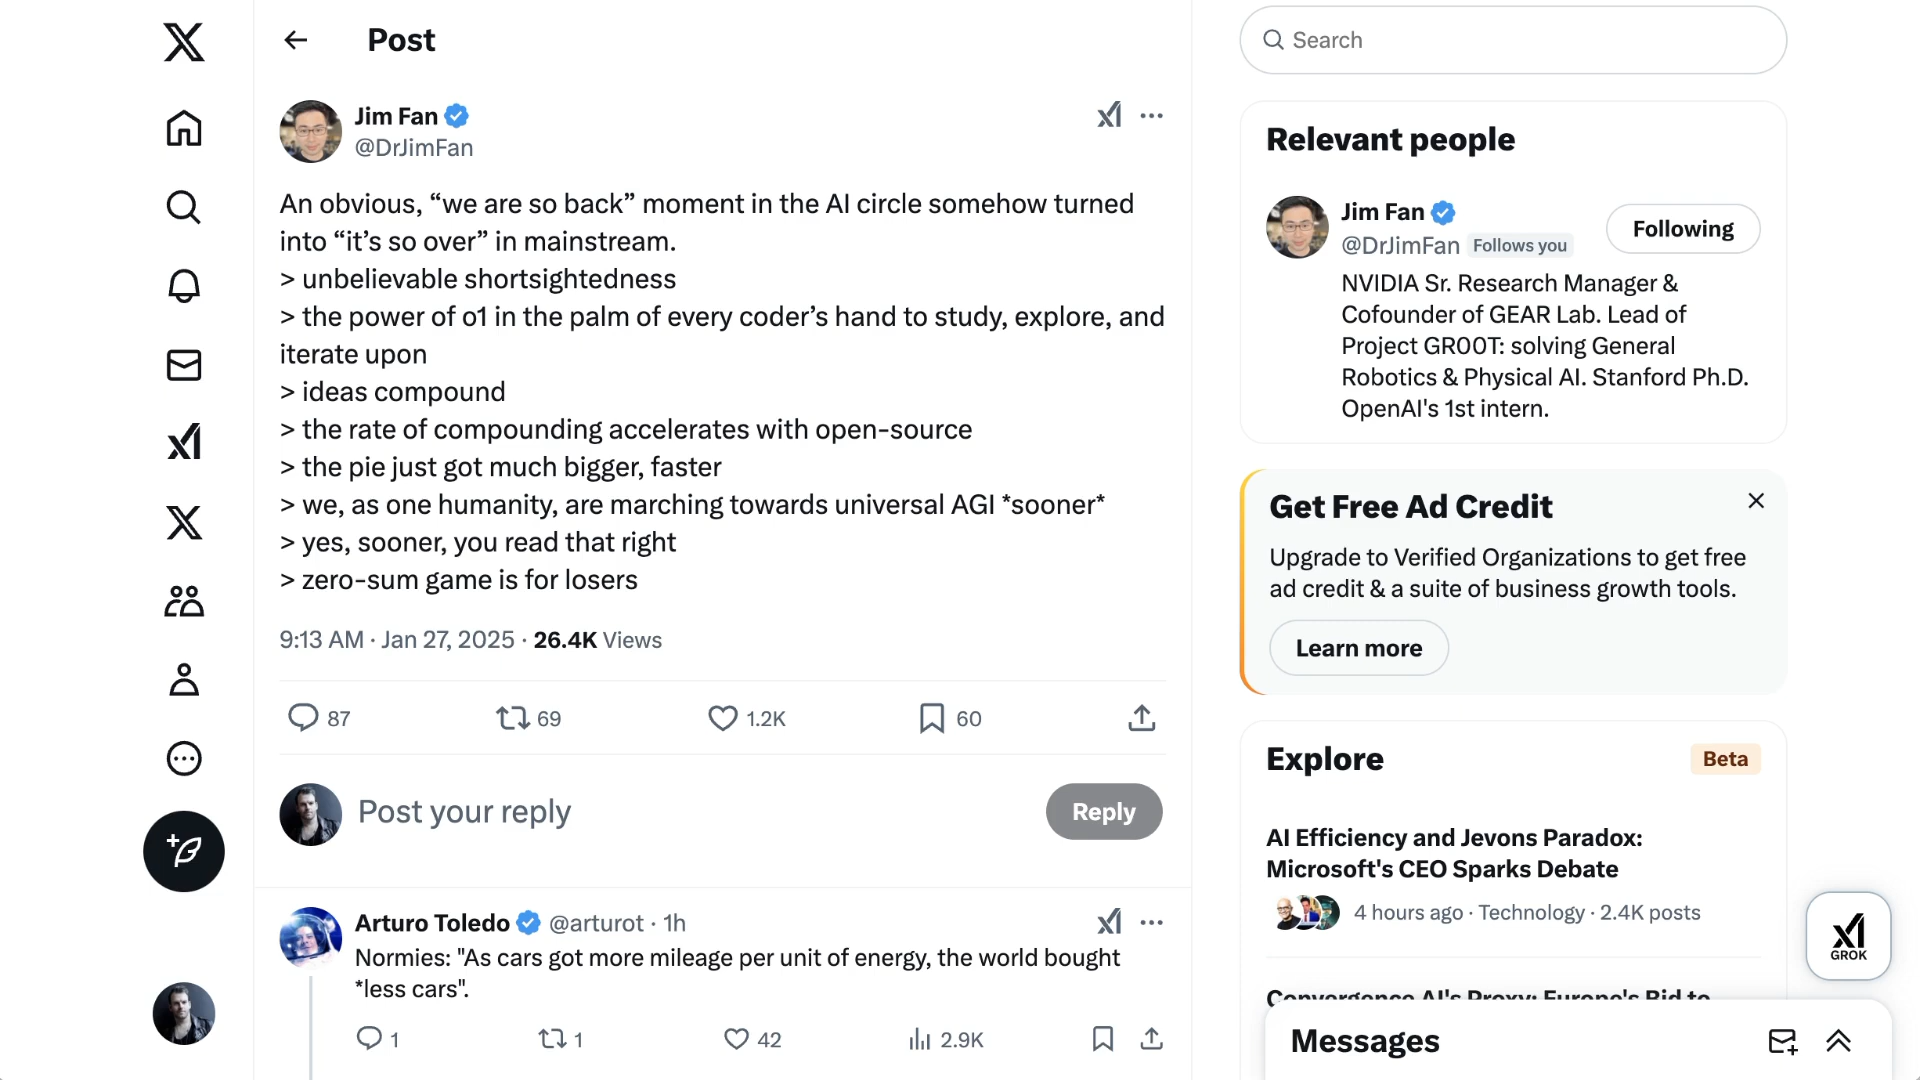 Post
Jim Fan
@DrJimFan
An obvious, “we are so back” moment in the AI circle somehow turned
into “it’s so over” in mainstream.
> unbelievable shortsightedness
> the power of o1 in the palm of every coder’s hand to study, explore, and
iterate upon
> ideas compound
> the rate of compounding accelerates with open-source
> the pie just got much bigger, faster
> we, as one humanity, are marching towards universal AGI *sooner*
> yes, sooner, you read that right
> zero-sum game is for losers
9:13 AM · Jan 27, 2025 · 26.4K Views
87 69 1.2K 60
Post your reply
Reply
Arturo Toledo @arturot · 1h
Normies: "As cars got more mileage per unit of energy, the world bought
*less cars".
1 1 42 2.9K
Search
Relevant people
Jim Fan
@DrJimFan Follows you
Following
NVIDIA Sr. Research Manager &
Cofounder of GEAR Lab. Lead of
Project GR00T: solving General
Robotics & Physical AI. Stanford Ph.D.
OpenAI's 1st intern.
Get Free Ad Credit
Upgrade to Verified Organizations to get free
ad credit & a suite of business growth tools.
Learn more
Explore
Beta
AI Efficiency and Jevons Paradox:
Microsoft's CEO Sparks Debate
4 hours ago · Technology · 2.4K posts
Convergence AI's Proxy: Europe's Bid to
GROK
Messages